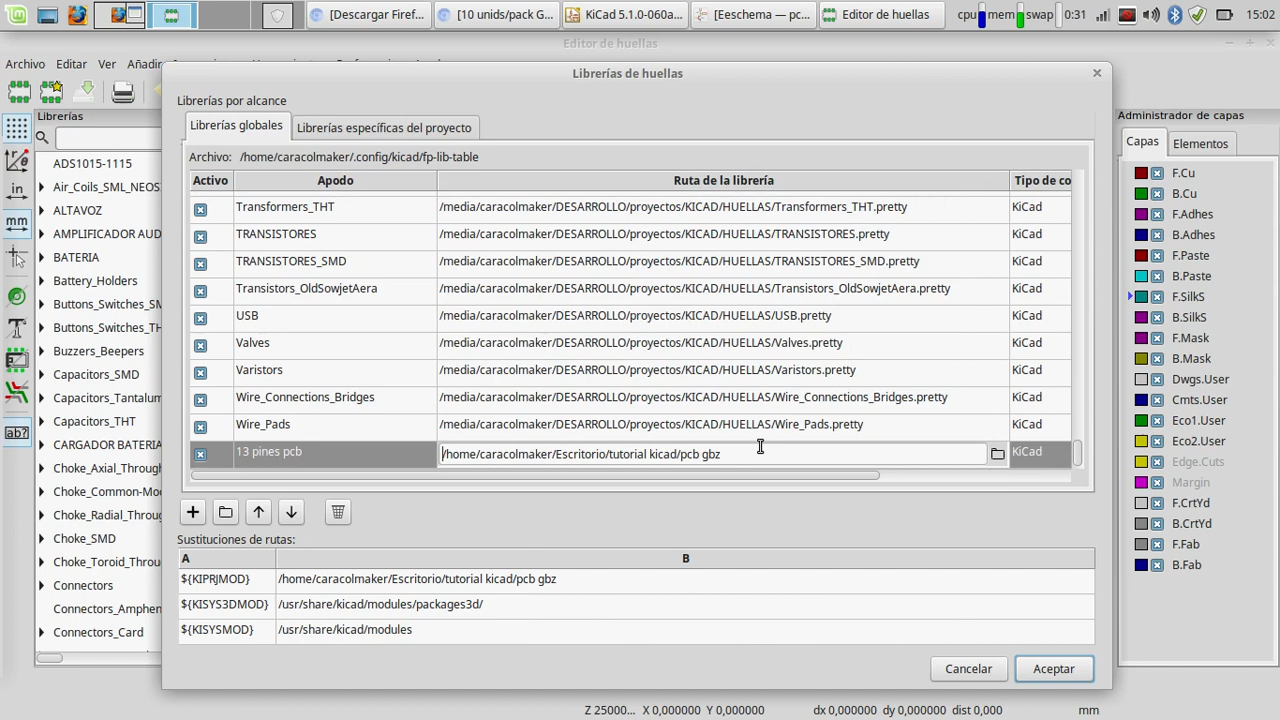 [Descargar Firef...
[10 unids/pack G...
KiCad 5.1.0-060a...
[Eeschema — pc...
Editor de huellas
cpu mem swap 0:31 15:02
Editor de huellas
Archivo Editar Ver Añadir
Librerías de huellas
Librerías
ADS1015-1115
Air_Coils_SML_NEOS
ALTAVOZ
AMPLIFICADOR AUD
BATERIA
Battery_Holders
Buttons_Switches_SM
Buttons_Switches_TH
Buzzers_Beepers
Capacitors_SMD
Capacitors_Tantalum
Capacitors_THT
CARGADOR BATERIA
Choke_Axial_Throug
Choke_Common-Mo
Choke_Radial_Throu
Choke_SMD
Choke_Toroid_Throu
Connectors
Connectors_Amphen
Connectors_Card
in
mm
ab?
Librerías por alcance
Librerías globales
Librerías específicas del proyecto
Archivo: /home/caracolmaker/.config/kicad/fp-lib-table
Activo Apodo Ruta de la librería Tipo de co
Transformers_THT /media/caracolmaker/DESARROLLO/proyectos/KICAD/HUELLAS/Transformers_THT.pretty KiCad
TRANSISTORES /media/caracolmaker/DESARROLLO/proyectos/KICAD/HUELLAS/TRANSISTORES.pretty KiCad
TRANSISTORES_SMD /media/caracolmaker/DESARROLLO/proyectos/KICAD/HUELLAS/TRANSISTORES_SMD.pretty KiCad
Transistors_OldSowjetAera /media/caracolmaker/DESARROLLO/proyectos/KICAD/HUELLAS/Transistors_OldSowjetAera.pretty KiCad
USB /media/caracolmaker/DESARROLLO/proyectos/KICAD/HUELLAS/USB.pretty KiCad
Valves /media/caracolmaker/DESARROLLO/proyectos/KICAD/HUELLAS/Valves.pretty KiCad
Varistors /media/caracolmaker/DESARROLLO/proyectos/KICAD/HUELLAS/Varistors.pretty KiCad
Wire_Connections_Bridges /media/caracolmaker/DESARROLLO/proyectos/KICAD/HUELLAS/Wire_Connections_Bridges.pretty KiCad
Wire_Pads /media/caracolmaker/DESARROLLO/proyectos/KICAD/HUELLAS/Wire_Pads.pretty KiCad
13 pines pcb /home/caracolmaker/Escritorio/tutorial kicad/pcb gbz KiCad
Sustituciones de rutas:
A B
${KIPRJMOD} /home/caracolmaker/Escritorio/tutorial kicad/pcb gbz
${KISYS3DMOD} /usr/share/kicad/modules/packages3d/
${KISYSMOD} /usr/share/kicad/modules
Cancelar
Aceptar
Administrador de capas
Capas Elementos
F.Cu
B.Cu
F.Adhes
B.Adhes
F.Paste
B.Paste
F.SilkS
B.SilkS
F.Mask
B.Mask
Dwgs.User
Cmts.User
Eco1.User
Eco2.User
Edge.Cuts
Margin
F.CrtYd
B.CrtYd
F.Fab
B.Fab
Z 25000... X 0,000000 Y 0,000000 dx 0,000000 dy 0,000000 dist 0,000 mm